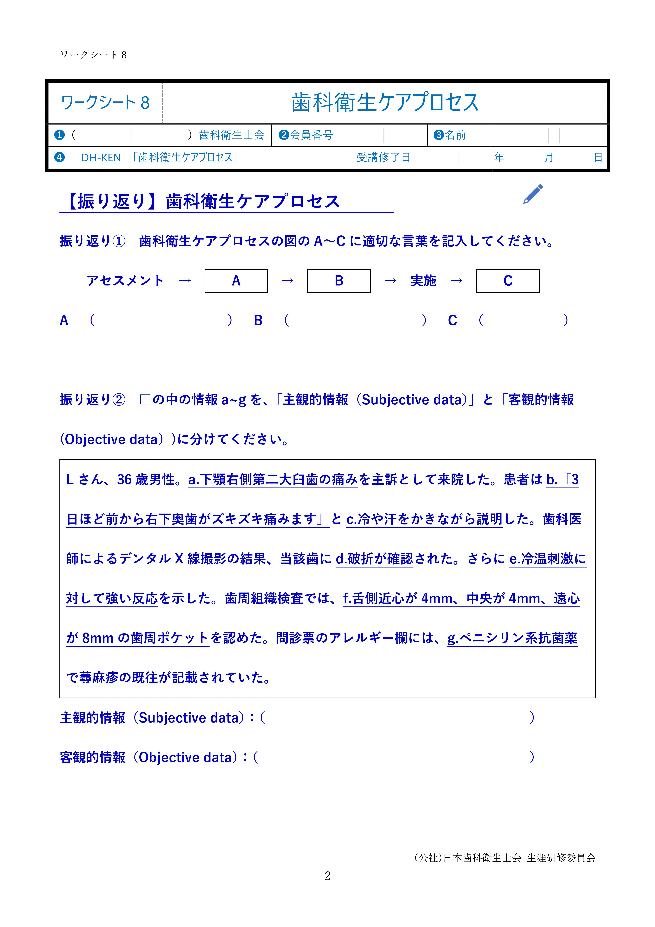 ワークシート 8
ワークシート 8 歯科衛生ケアプロセス
❶ （ ）歯科衛生士会 ❷会員番号 ❸名前
❹ DH-KEN 「歯科衛生ケアプロセス 受講修了日 年 月 日
【振り返り】歯科衛生ケアプロセス
振り返り① 歯科衛生ケアプロセスの図の A～C に適切な言葉を記入してください。
アセスメント → A → B → 実施 → C
A （ ） B （ ） C （ ）
振り返り② □の中の情報 a~g を、「主観的情報（Subjective data）」と「客観的情報
(Objective data）)に分けてください。
L さん、36 歳男性。a.下顎右側第二大臼歯の痛みを主訴として来院した。患者は b.「3
日ほど前から右下奥歯がズキズキ痛みます」と c.冷や汗をかきながら説明した。歯科医
師によるデンタル X 線撮影の結果、当該歯に d.破折が確認された。さらに e.冷温刺激に
対して強い反応を示した。歯周組織検査では、f.舌側近心が 4mm、中央が 4mm、遠心
が 8mm の歯周ポケットを認めた。問診票のアレルギー欄には、g.ペニシリン系抗菌薬
で蕁麻疹の既往が記載されていた。
主観的情報（Subjective data）：（ ）
客観的情報（Objective data）：（ ）
（公社）日本歯科衛生士会 生涯研修委員会
2